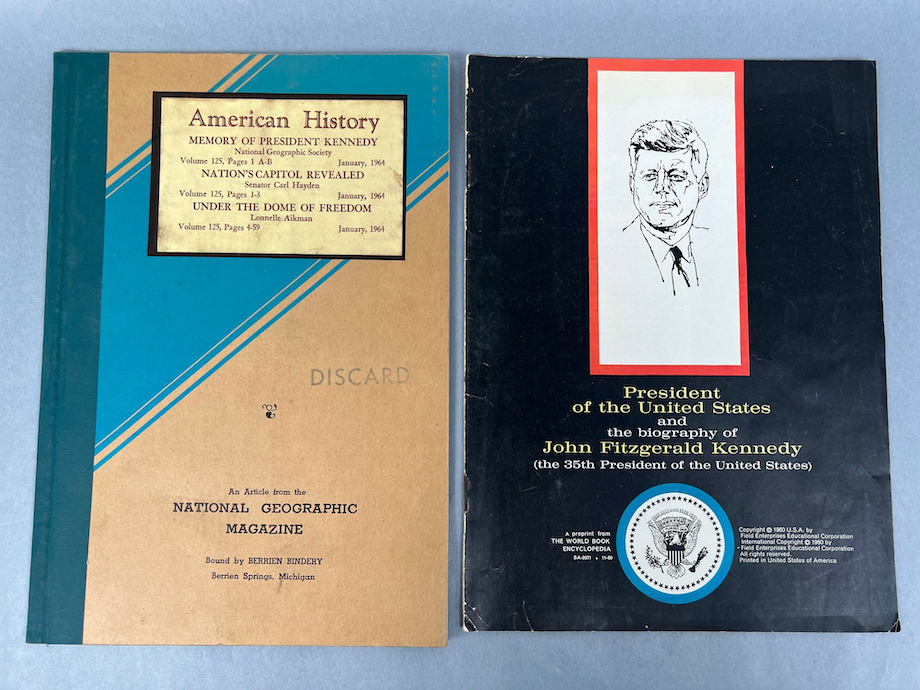 American History
MEMORY OF PRESIDENT KENNEDY
National Geographic Society
Volume 125, Pages 1 A-B January, 1964
NATION'S CAPITOL REVEALED
Senator Carl Hayden
Volume 125, Pages 1-3 January, 1964
UNDER THE DOME OF FREEDOM
Lonnelle Aikman
Volume 125, Pages 4-59 January, 1964
DISCARD
An Article from the
NATIONAL GEOGRAPHIC
MAGAZINE
Bound by BERRIEN BINDERY
Berrien Springs, Michigan
President
of the United States
and
the biography of
John Fitzgerald Kennedy
(the 35th President of the United States)
a preprint from
THE WORLD BOOK
ENCYCLOPEDIA
SA-2071 • 11-60
Copyright © 1960 U.S.A. by
Field Enterprises Educational Corporation
International Copyright © 1960 by
Field Enterprises Educational Corporation
All rights reserved.
Printed in United States of America